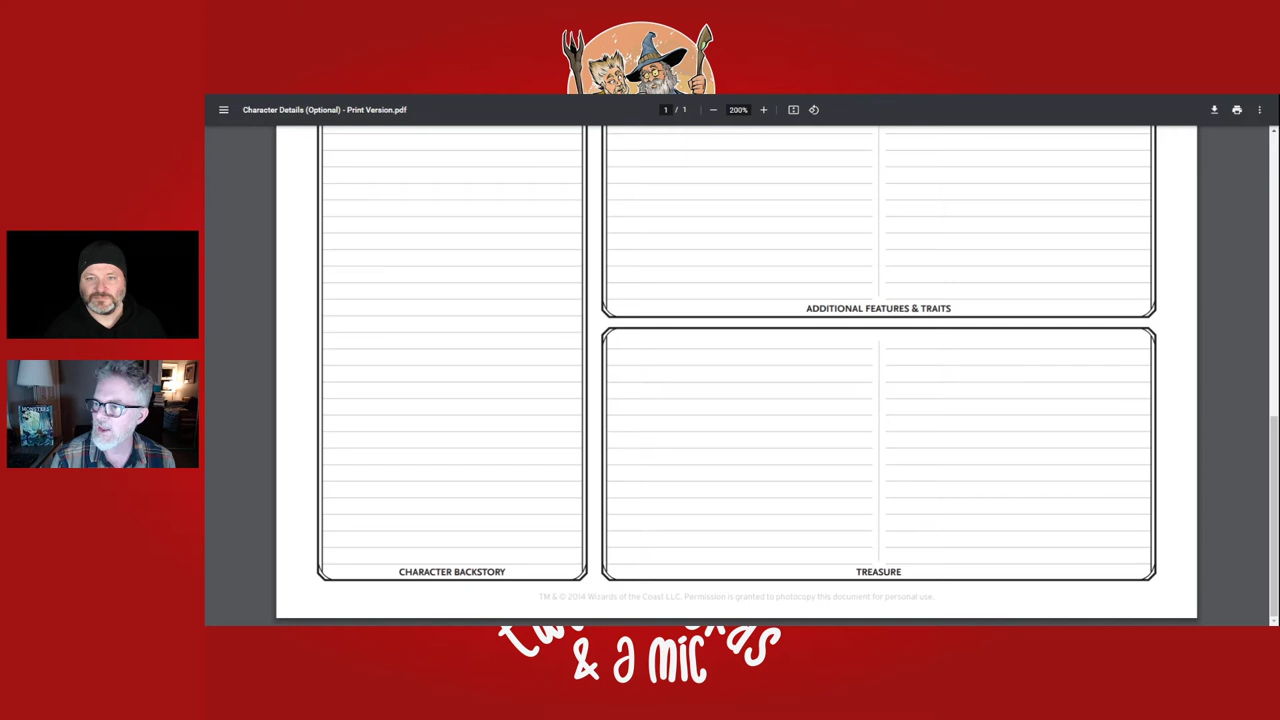 Character Details (Optional) - Print Version.pdf
1 / 1
200%
ADDITIONAL FEATURES & TRAITS
MONSTRES
CHARACTER BACKSTORY
TREASURE
TM & © 2014 Wizards of the Coast LLC. Permission is granted to photocopy this document for personal use.
& a mic